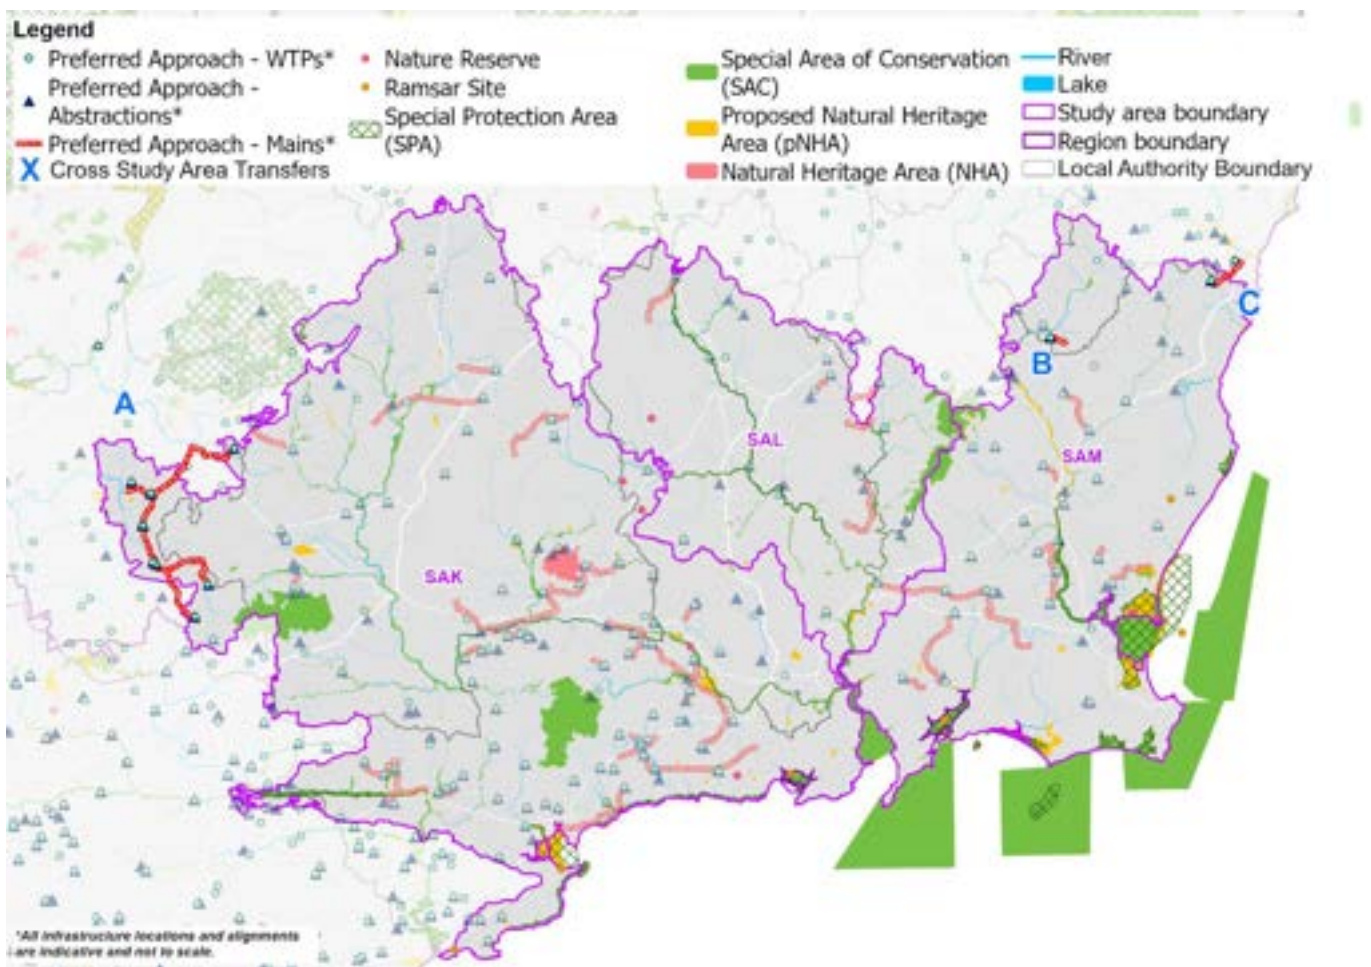 Legend
Preferred Approach - WTPs*
Preferred Approach -
Abstractions*
Preferred Approach - Mains*
X Cross Study Area Transfers
Nature Reserve
Ramsar Site
Special Protection Area
(SPA)
Special Area of Conservation
(SAC)
Proposed Natural Heritage
Area (pNHA)
Natural Heritage Area (NHA)
River
Lake
Study area boundary
Region boundary
Local Authority Boundary
A
B
C
SAL
SAM
SAK
*All infrastructure locations and alignments
are indicative and not to scale.